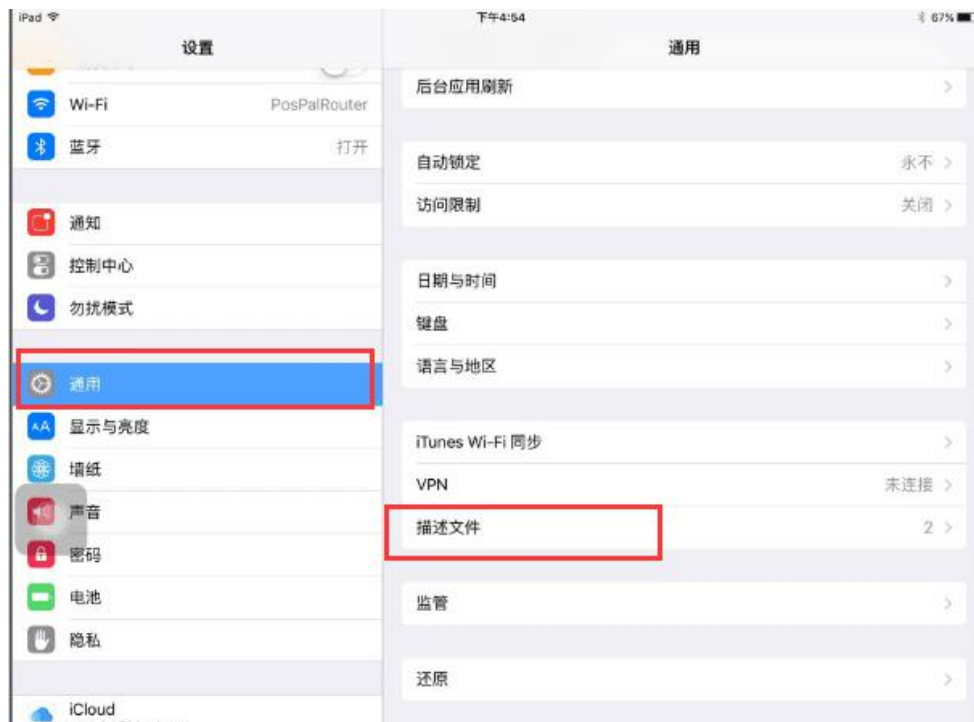 iPad 下午4:54 67%
设置
Wi-Fi PosPalRouter
蓝牙 打开
通知
控制中心
勿扰模式
通用
显示与亮度
墙纸
声音
密码
电池
隐私
iCloud
通用
后台应用刷新
自动锁定 永不
访问限制 关闭
日期与时间
键盘
语言与地区
iTunes Wi-Fi 同步
VPN 未连接
描述文件 2
监管
还原